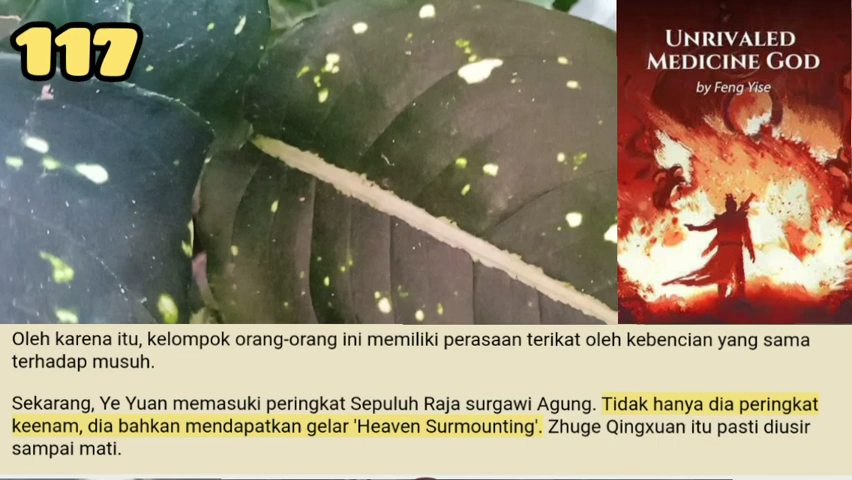 117
UNRIVALED
MEDICINE GOD
by Feng Yise
Oleh karena itu, kelompok orang-orang ini memiliki perasaan terikat oleh kebencian yang sama
terhadap musuh.
Sekarang, Ye Yuan memasuki peringkat Sepuluh Raja surgawi Agung. Tidak hanya dia peringkat
keenam, dia bahkan mendapatkan gelar 'Heaven Surmounting'. Zhuge Qingxuan itu pasti diusir
sampai mati.